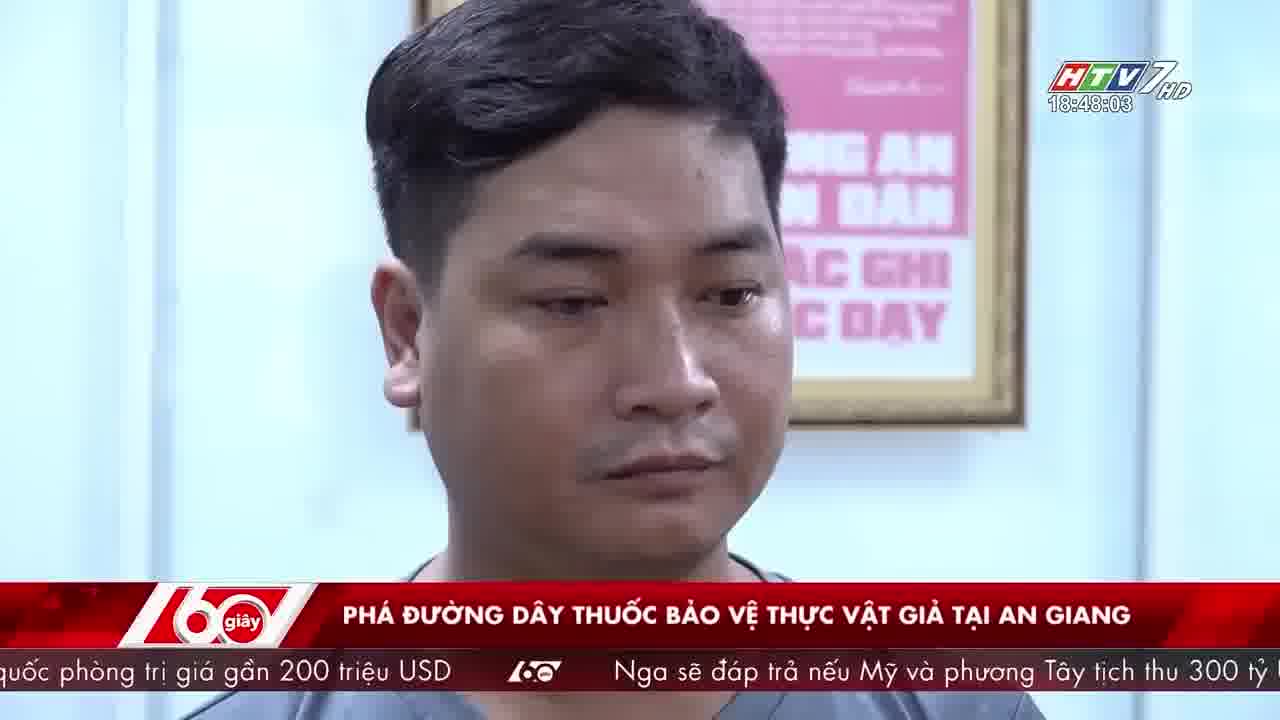 HTV7 HD
18:48:03
NG AN
N DÂN
ẮC GHI
C DẠY
60 giây
PHÁ ĐƯỜNG DÂY THUỐC BẢO VỆ THỰC VẬT GIẢ TẠI AN GIANG
quốc phòng trị giá gần 200 triệu USD 60 Nga sẽ đáp trả nếu Mỹ và phương Tây tịch thu 300 tỷ